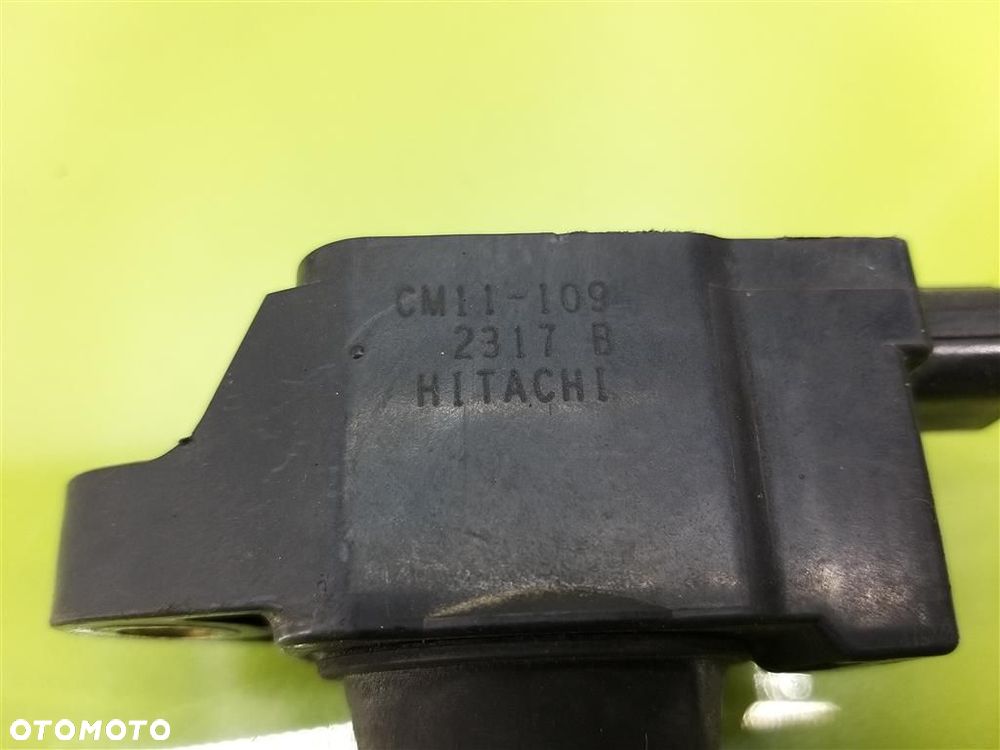 CM11-109
2317 B
HITACHI
OTOMOTO